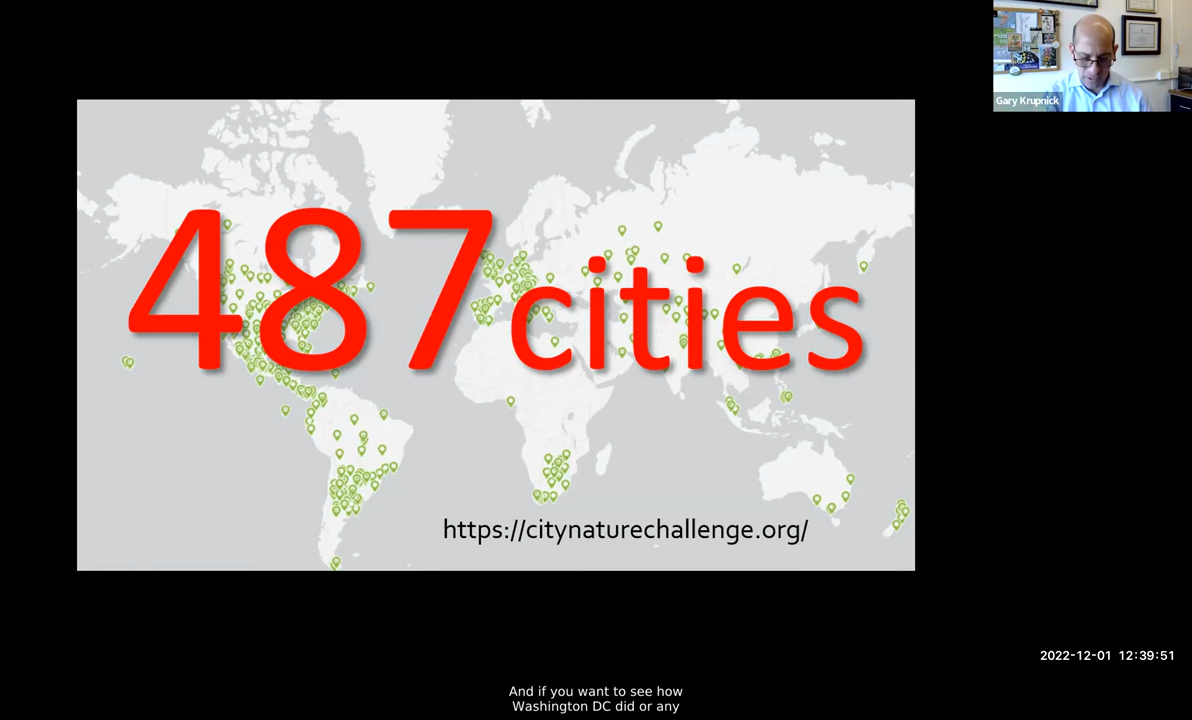 Gary Krupnick
487 cities
https://citynaturechallenge.org/
2022-12-01 12:39:51
And if you want to see how
Washington DC did or any